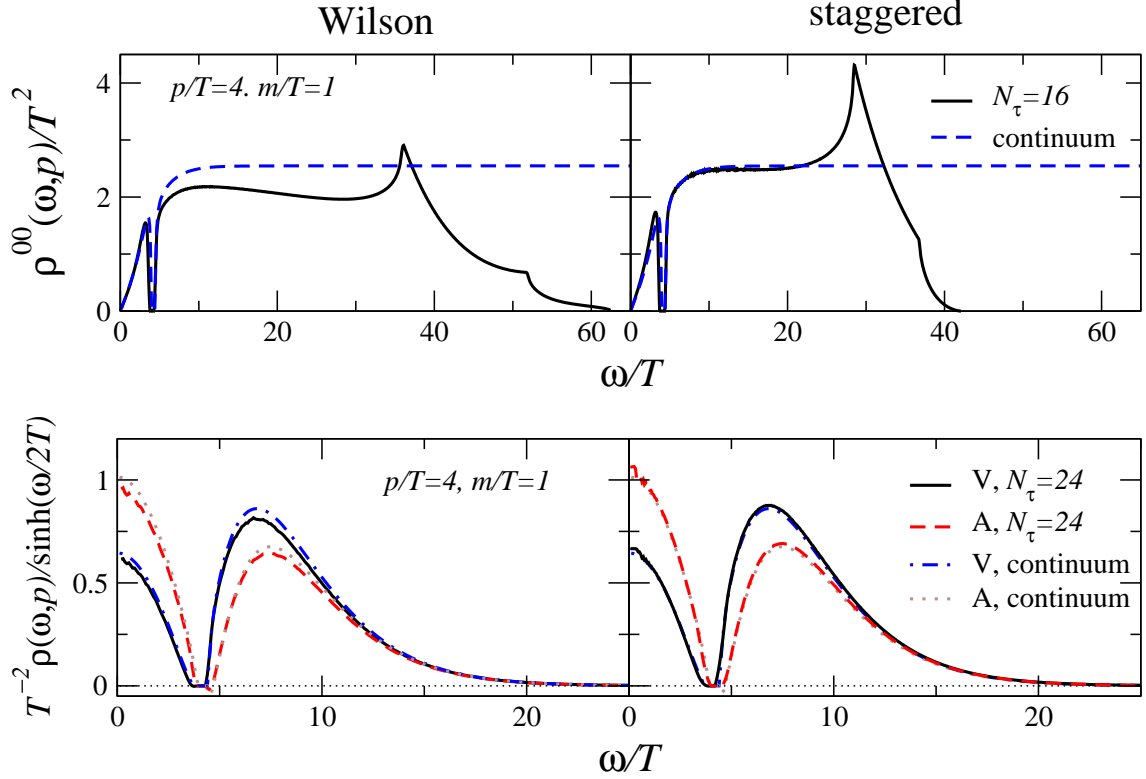 Wilson
staggered
p/T=4. m/T=1
N_τ=16
continuum
ρ^00(ω,p)/T^2
4
2
0
0 20 40 60
0 20 40 60
ω/T
p/T=4, m/T=1
V, N_τ=24
A, N_τ=24
V, continuum
A, continuum
T^−2 ρ(ω,p)/sinh(ω/2T)
1
0.5
0
0 10 20
0 10 20
ω/T